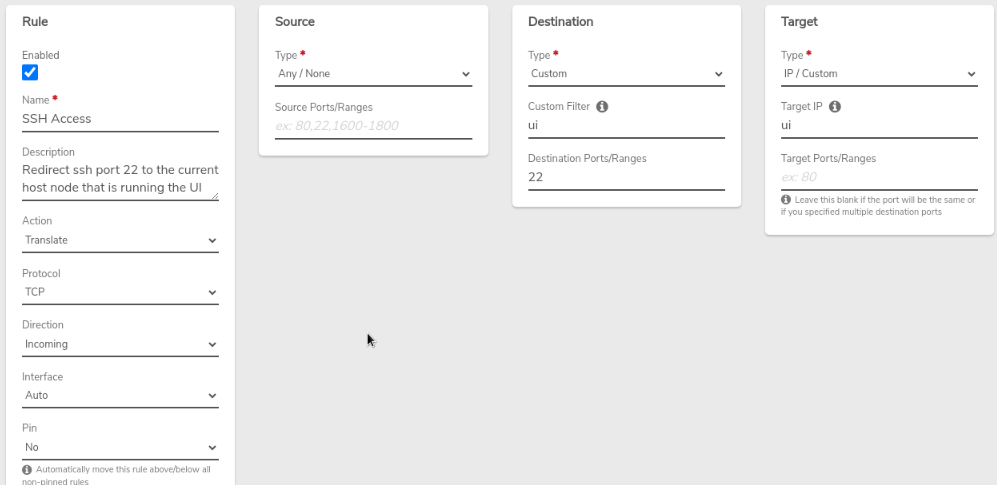 Rule
Enabled
Name *
SSH Access
Description
Redirect ssh port 22 to the current
host node that is running the UI
Action
Translate
Protocol
TCP
Direction
Incoming
Interface
Auto
Pin
No
Automatically move this rule above/below all
non-pinned rules
Source
Type *
Any / None
Source Ports/Ranges
ex: 80,22,1600-1800
Destination
Type *
Custom
Custom Filter
ui
Destination Ports/Ranges
22
Target
Type *
IP / Custom
Target IP
ui
Target Ports/Ranges
ex: 80
Leave this blank if the port will be the same or
if you specified multiple destination ports